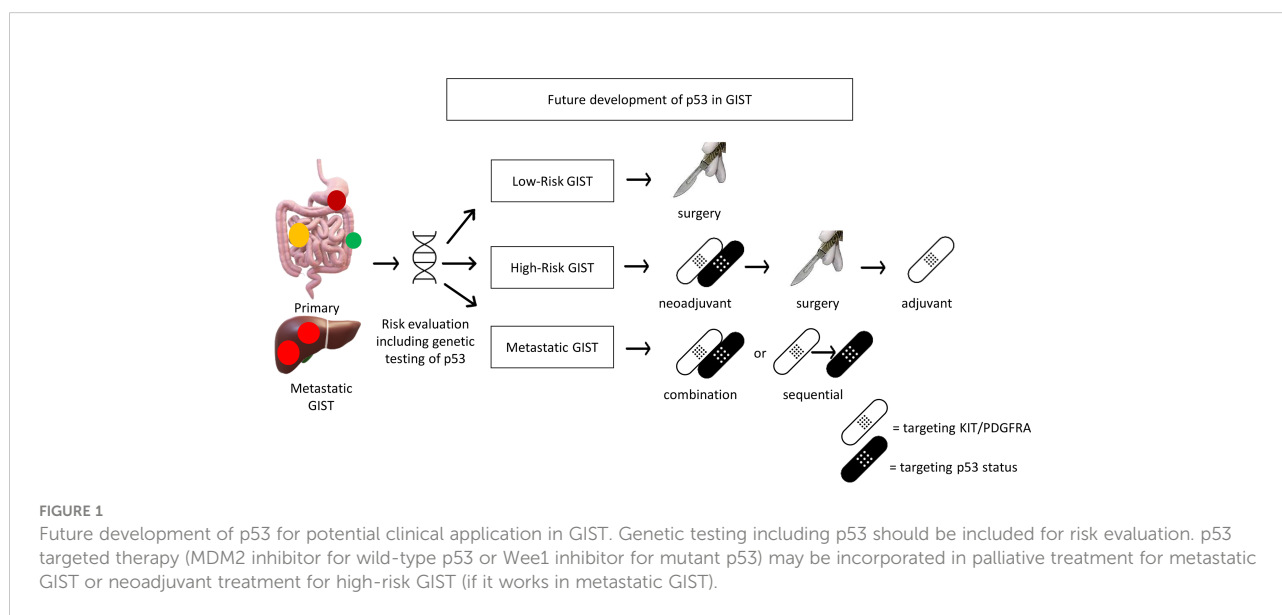 Future development of p53 in GIST
Low-Risk GIST
surgery
High-Risk GIST
neoadjuvant
surgery
adjuvant
Primary
Risk evaluation
including genetic
testing of p53
Metastatic GIST
or
combination
sequential
Metastatic
GIST
= targeting KIT/PDGFRA
= targeting p53 status
FIGURE 1
Future development of p53 for potential clinical application in GIST. Genetic testing including p53 should be included for risk evaluation. p53
targeted therapy (MDM2 inhibitor for wild-type p53 or Wee1 inhibitor for mutant p53) may be incorporated in palliative treatment for metastatic
GIST or neoadjuvant treatment for high-risk GIST (if it works in metastatic GIST).